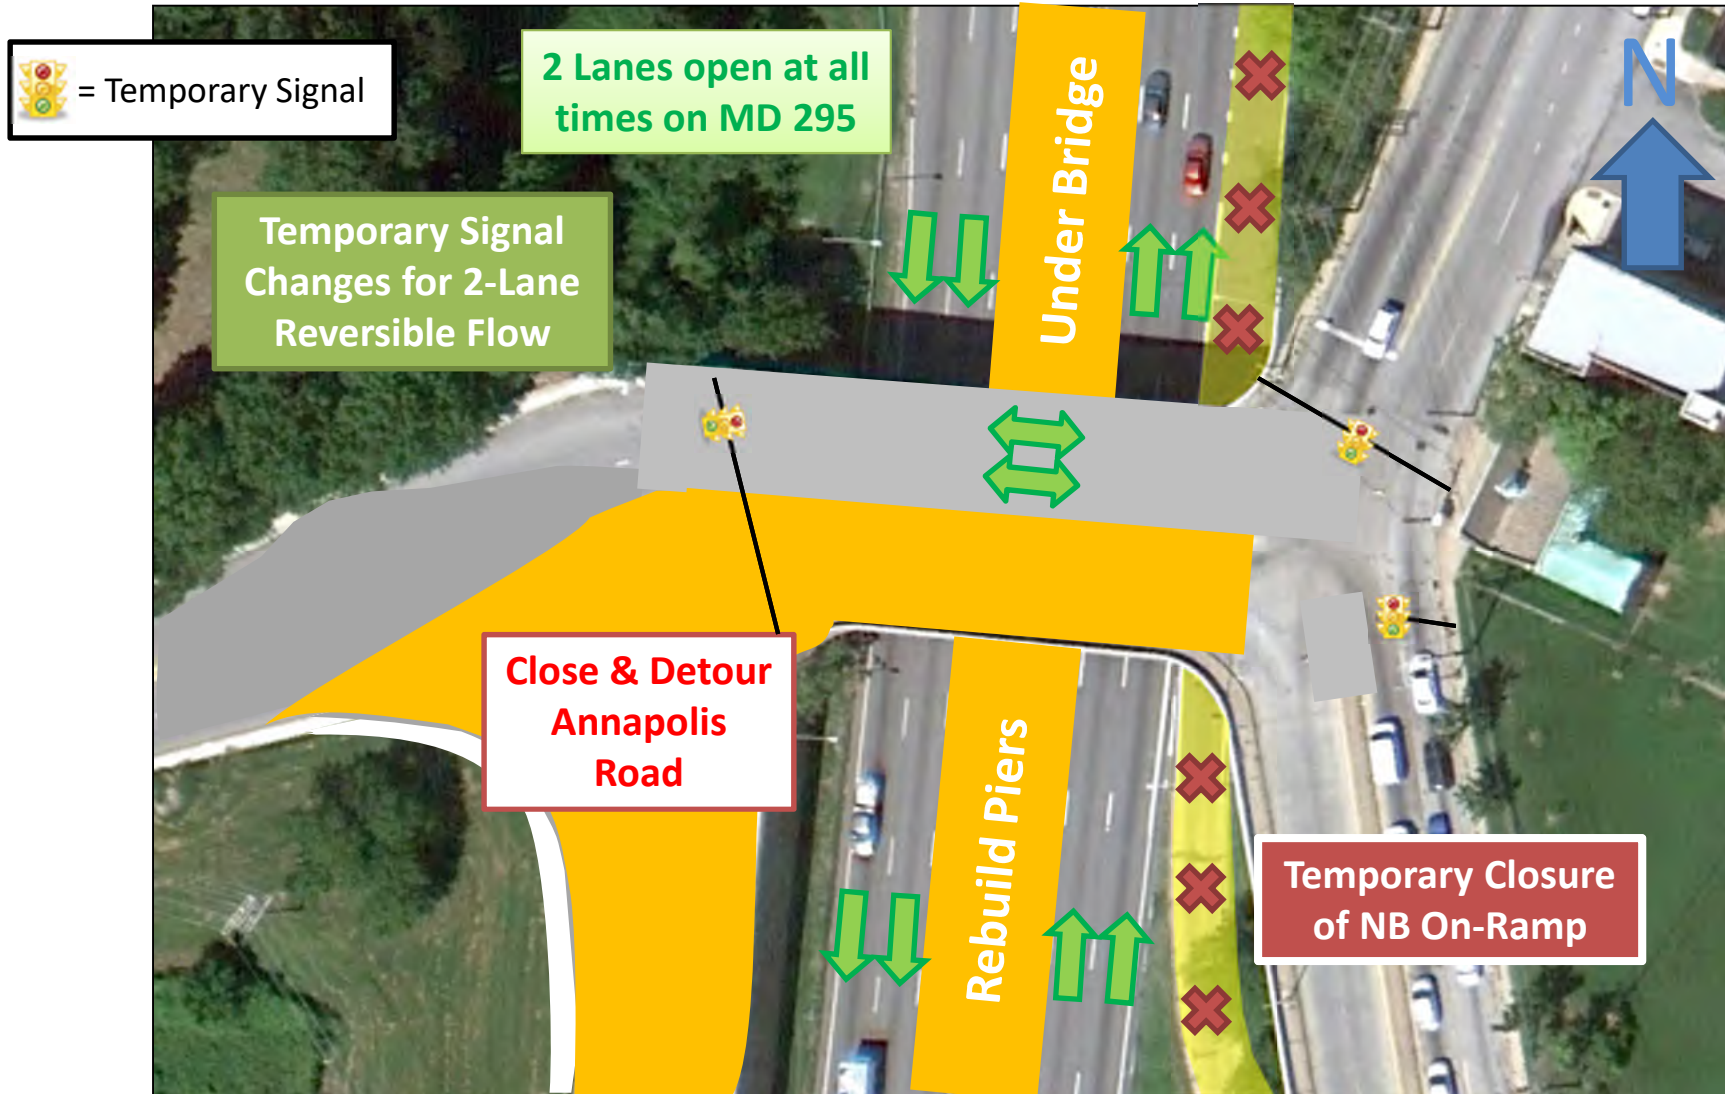 = Temporary Signal
2 Lanes open at all
times on MD 295
N
Temporary Signal
Changes for 2-Lane
Reversible Flow
Under Bridge
Close & Detour
Annapolis
Road
Rebuild Piers
Temporary Closure
of NB On-Ramp